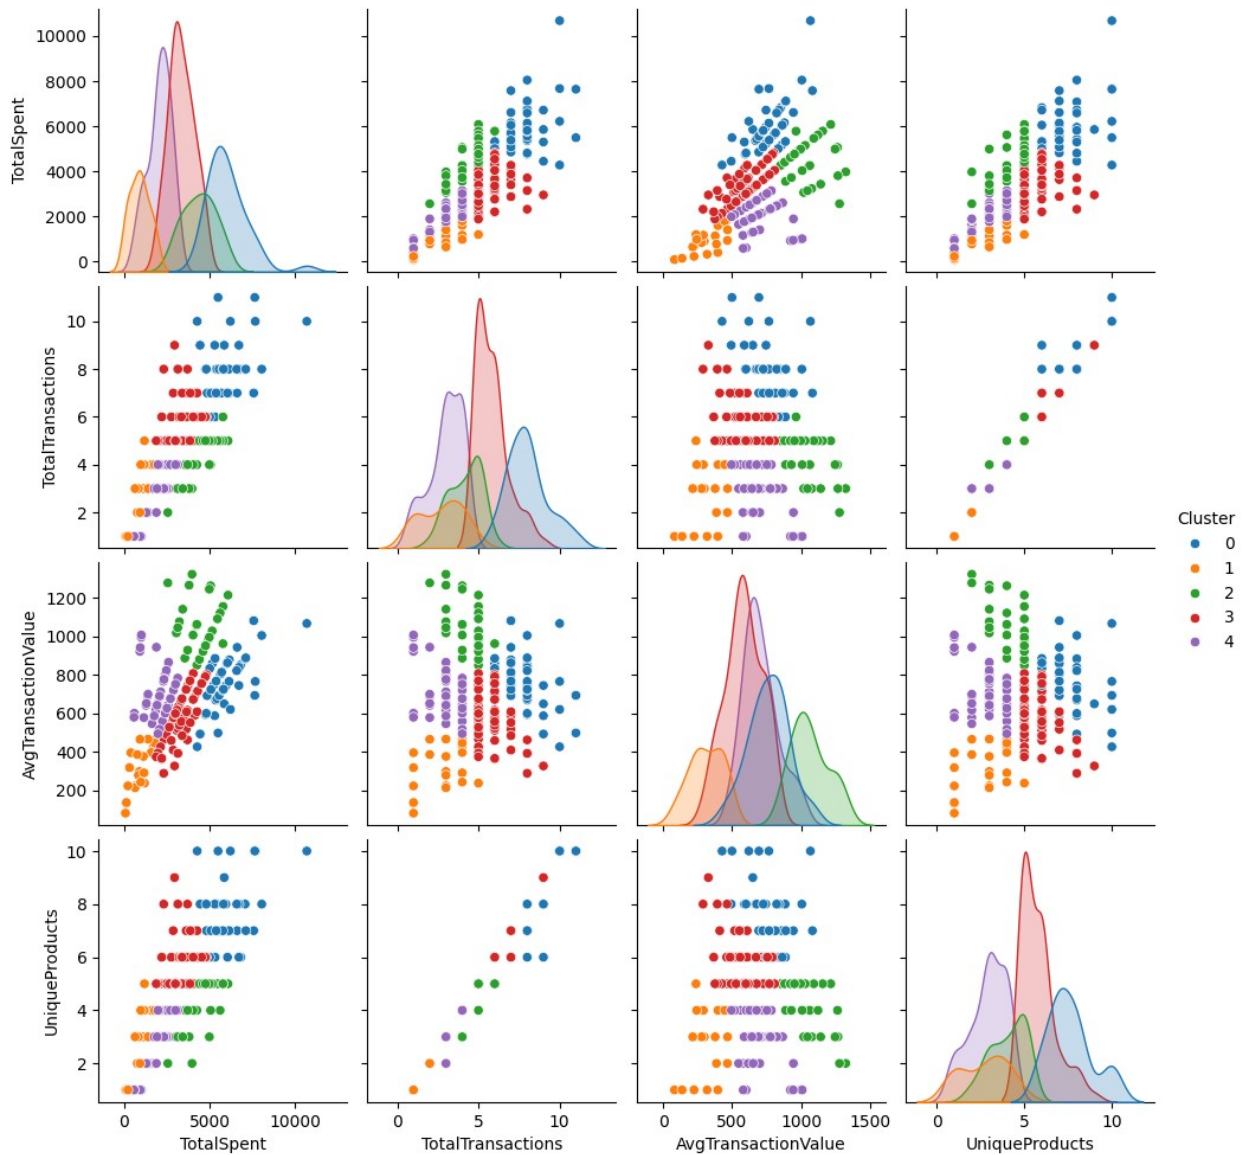 10000
8000
6000
4000
2000
0
TotalSpent
10
8
6
4
2
TotalTransactions
1200
1000
800
600
400
200
AvgTransactionValue
10
8
6
4
2
UniqueProducts
0 5000 10000
TotalSpent
0 5 10
TotalTransactions
0 500 1000 1500
AvgTransactionValue
0 5 10
UniqueProducts
Cluster
0
1
2
3
4